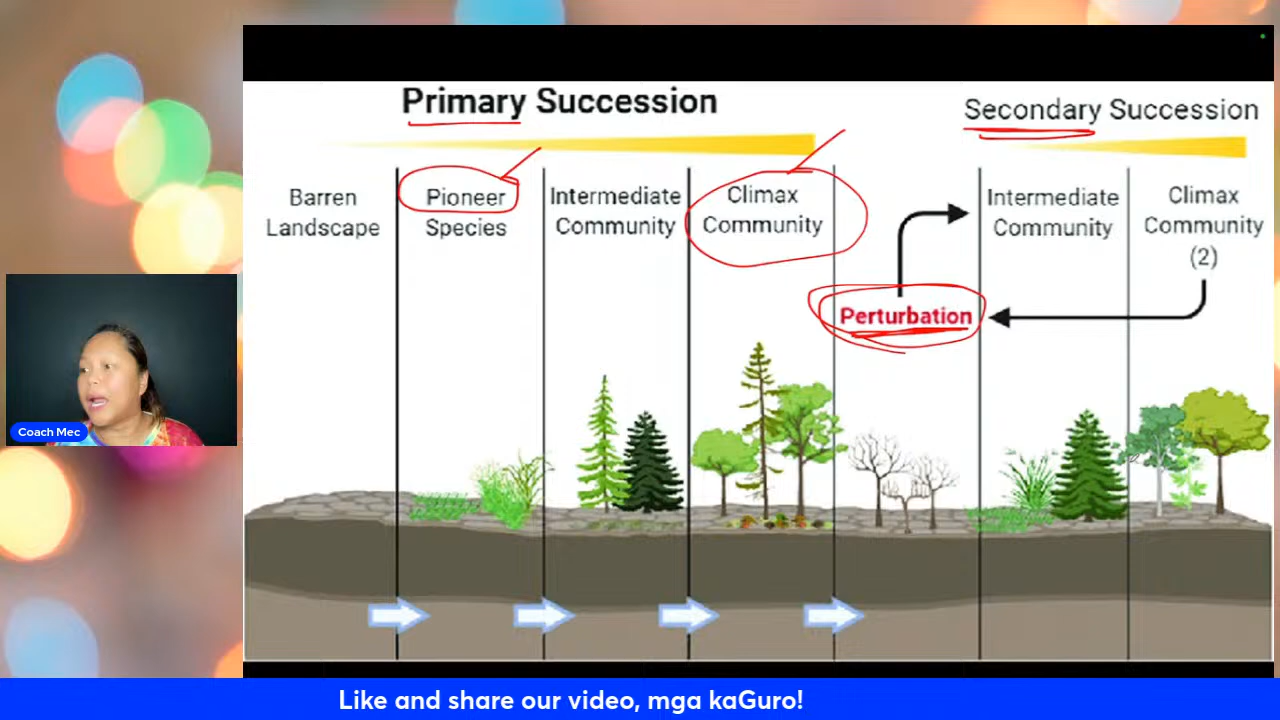 Primary Succession
Secondary Succession
Barren
Landscape
Pioneer
Species
Intermediate
Community
Climax
Community
Perturbation
Intermediate
Community
Climax
Community
(2)
Coach Mec
Like and share our video, mga kaGuro!